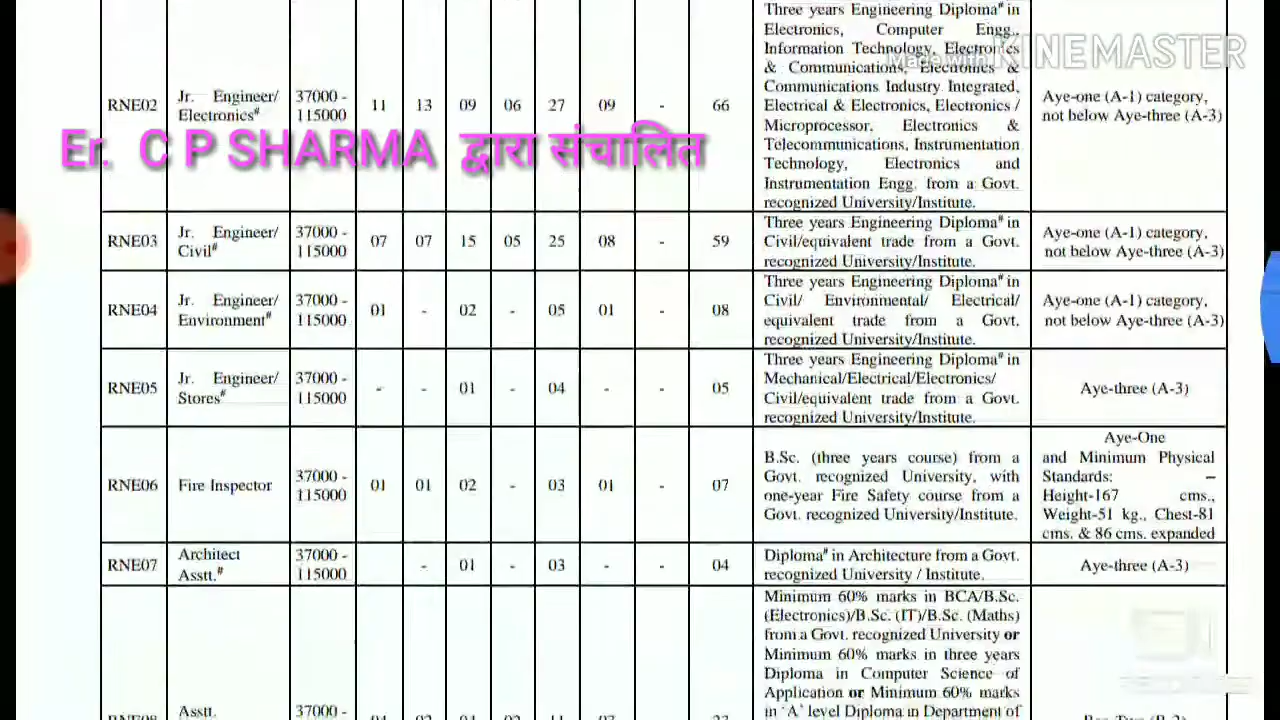 Three years Engineering Diploma# in
Electronics, Computer Engg.,
Information Technology, Electronics
& Communications, Electronics &
Communications Industry Integrated,
RNE02 Jr. Engineer/ Electronics# 37000 - 115000 11 13 09 06 27 09 - 66
Electrical & Electronics, Electronics /
Microprocessor, Electronics &
Telecommunications, Instrumentation
Technology, Electronics and
Instrumentation Engg. from a Govt.
recognized University/Institute.
Aye-one (A-1) category,
not below Aye-three (A-3)
Made with KINEMASTER
Er. C P SHARMA द्वारा संचालित
RNE03 Jr. Engineer/ Civil# 37000 - 115000 07 07 15 05 25 08 - 59
Three years Engineering Diploma# in
Civil/equivalent trade from a Govt.
recognized University/Institute.
Aye-one (A-1) category,
not below Aye-three (A-3)
RNE04 Jr. Engineer/ Environment# 37000 - 115000 01 - 02 - 05 01 - 08
Three years Engineering Diploma# in
Civil/ Environmental/ Electrical/
equivalent trade from a Govt.
recognized University/Institute.
Aye-one (A-1) category,
not below Aye-three (A-3)
RNE05 Jr. Engineer/ Stores# 37000 - 115000 - - 01 - 04 - - 05
Three years Engineering Diploma# in
Mechanical/Electrical/Electronics/
Civil/equivalent trade from a Govt.
recognized University/Institute.
Aye-three (A-3)
RNE06 Fire Inspector 37000 - 115000 01 01 02 - 03 01 - 07
B.Sc. (three years course) from a
Govt. recognized University, with
one-year Fire Safety course from a
Govt. recognized University/Institute.
Aye-One
and Minimum Physical
Standards: –
Height-167 cms.,
Weight-51 kg., Chest-81
cms. & 86 cms. expanded
RNE07 Architect Asstt.# 37000 - 115000 - 01 - 03 - - 04
Diploma# in Architecture from a Govt.
recognized University / Institute.
Aye-three (A-3)
Minimum 60% marks in BCA/B.Sc.
(Electronics)/B.Sc. (IT)/B.Sc. (Maths)
from a Govt. recognized University or
Minimum 60% marks in three years
Diploma in Computer Science of
Application or Minimum 60% marks
in 'A' level Diploma in Department of
Asstt. 37000 -